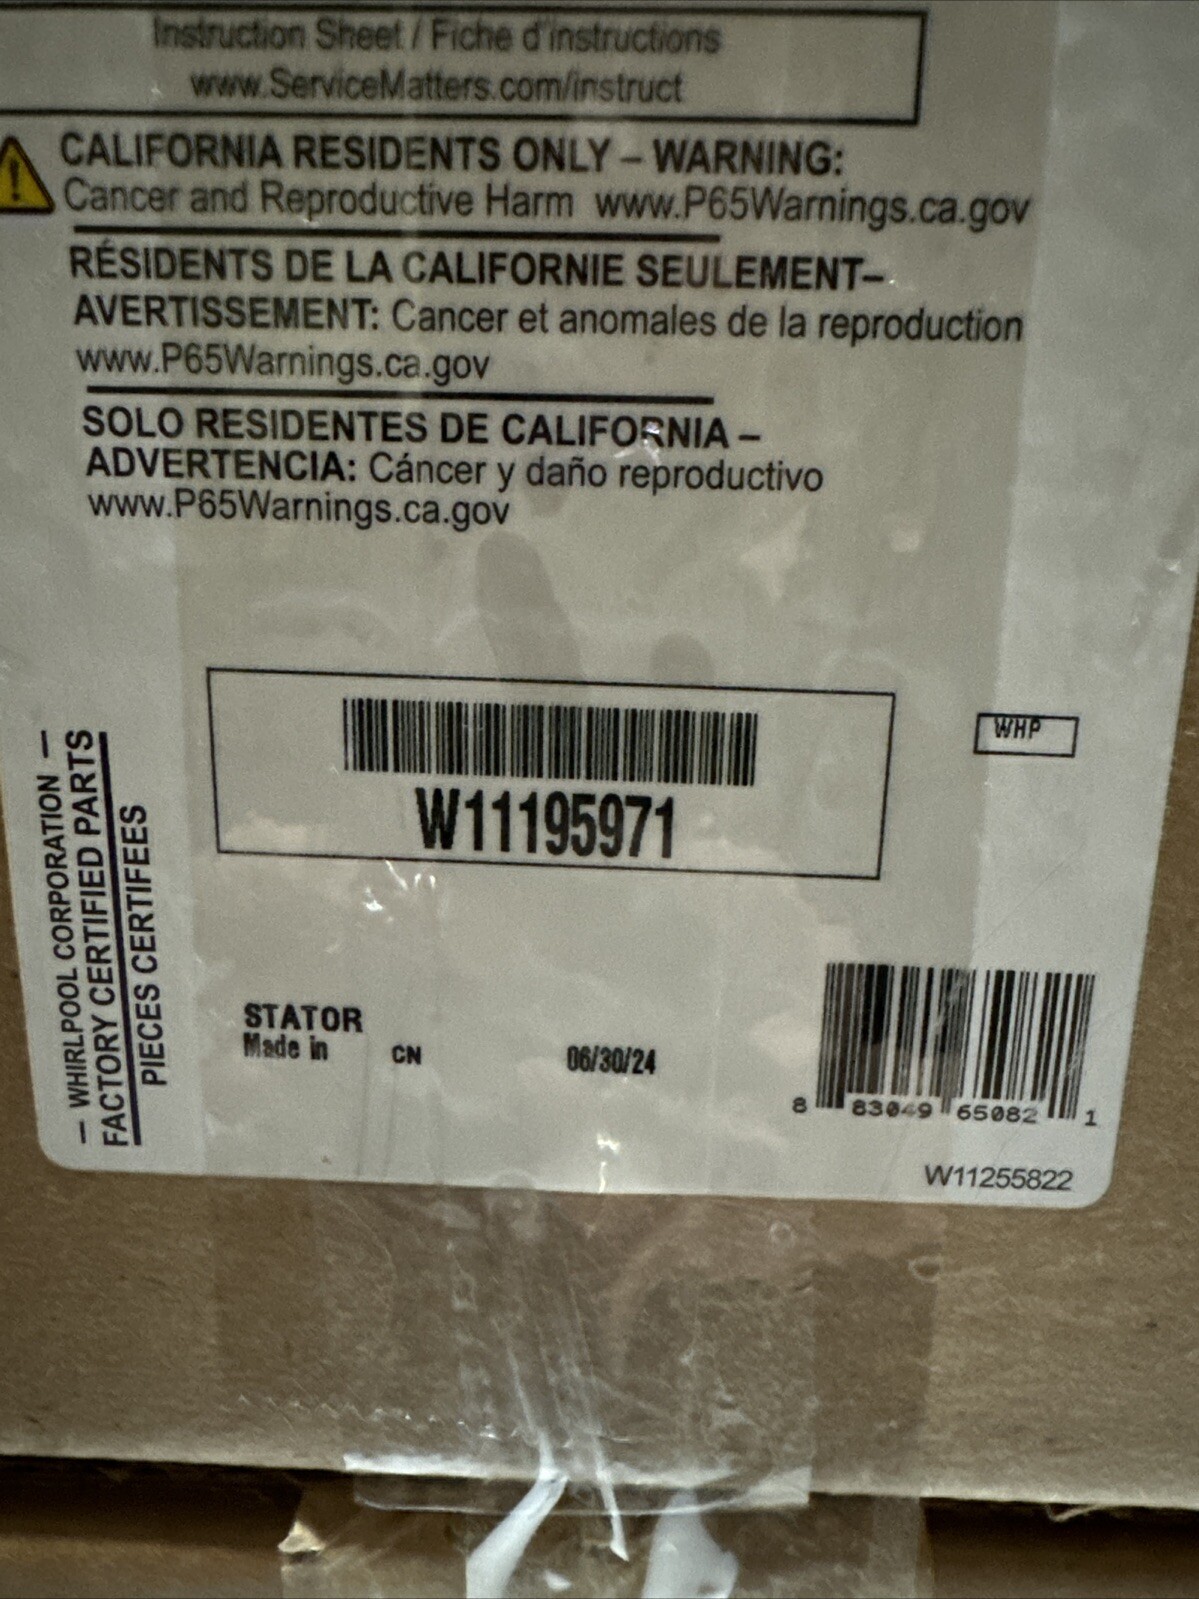 Instruction Sheet / Fiche d'instructions
www.ServiceMatters.com/instruct
CALIFORNIA RESIDENTS ONLY – WARNING:
Cancer and Reproductive Harm www.P65Warnings.ca.gov
RÉSIDENTS DE LA CALIFORNIE SEULEMENT–
AVERTISSEMENT: Cancer et anomales de la reproduction
www.P65Warnings.ca.gov
SOLO RESIDENTES DE CALIFORNIA –
ADVERTENCIA: Cáncer y daño reproductivo
www.P65Warnings.ca.gov
WHP
W11195971
— WHIRLPOOL CORPORATION —
FACTORY CERTIFIED PARTS
PIECES CERTIFEES
STATOR
Made in CN 06/30/24
8 83049 65082 1
W11255822